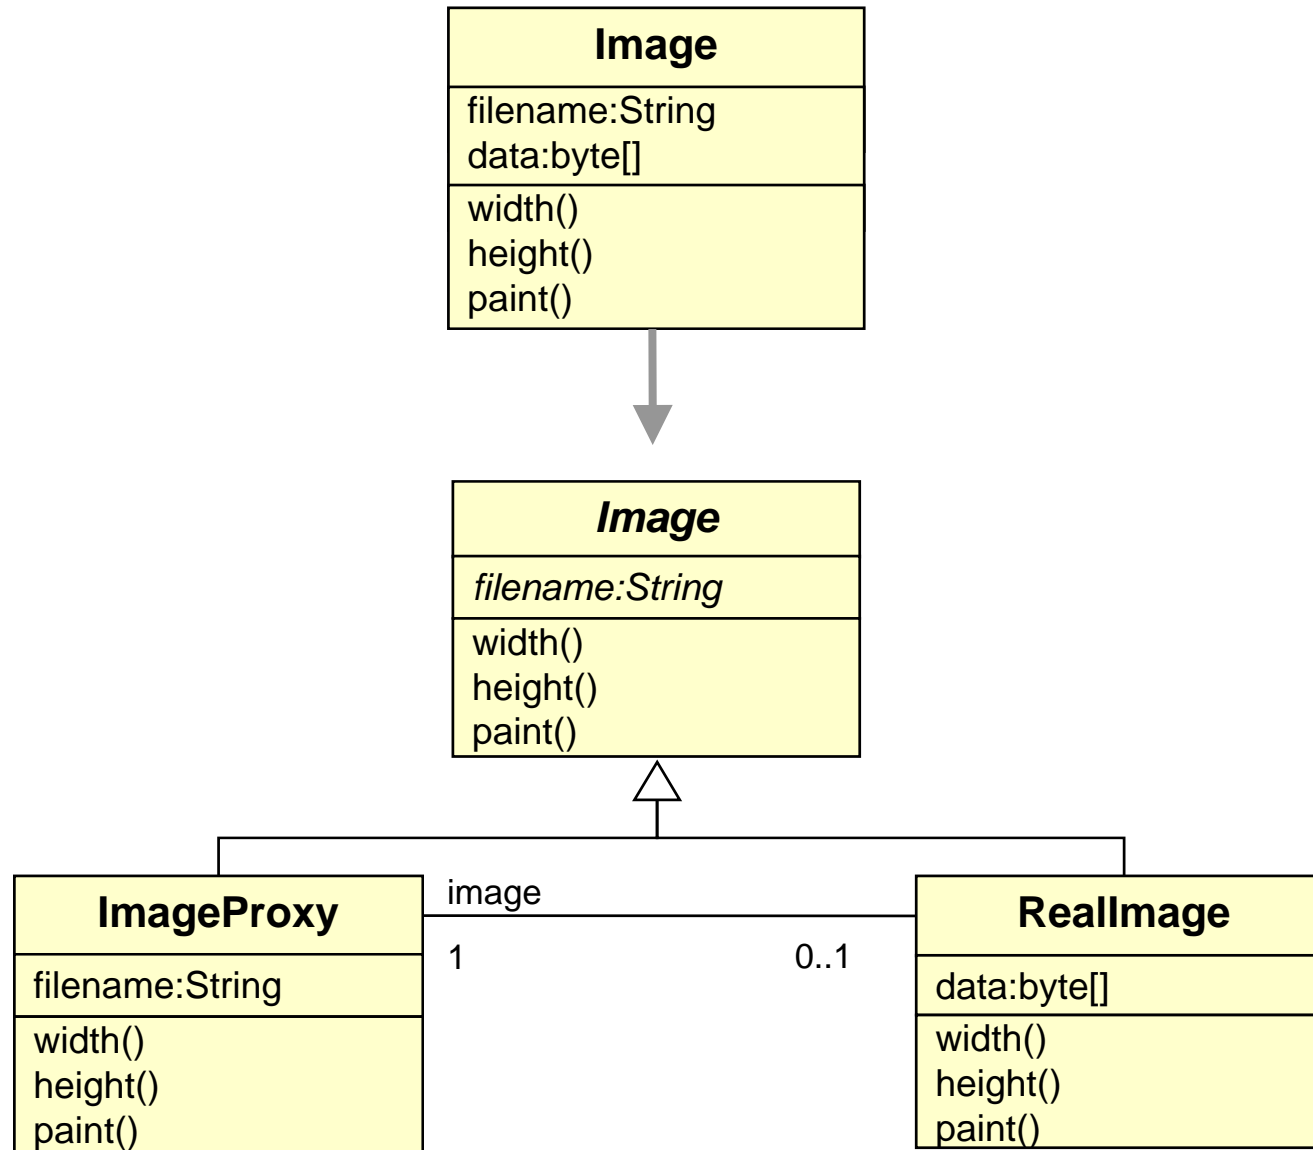 Image
filename:String
data:byte[]
width()
height()
paint()
Image
filename:String
width()
height()
paint()
ImageProxy
filename:String
width()
height()
paint()
image
1
0..1
RealImage
data:byte[]
width()
height()
paint()